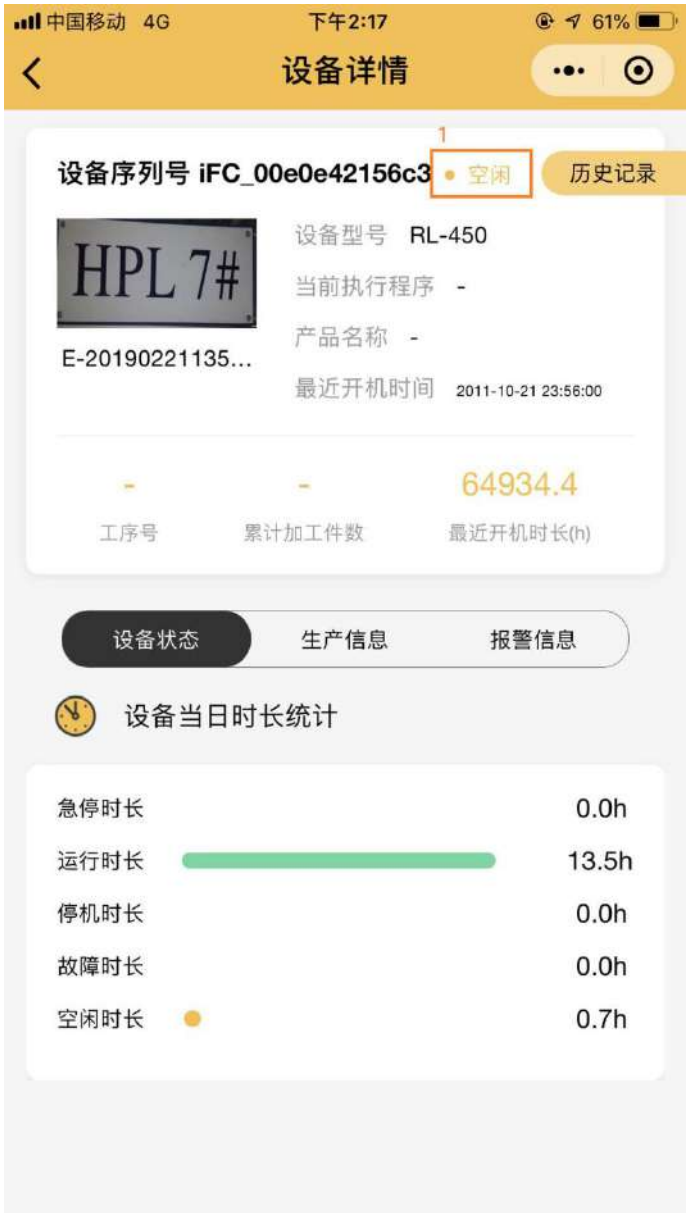 中国移动 4G 下午2:17 61%
设备详情
1
设备序列号 iFC_00e0e42156c3 空闲 历史记录
HPL 7#
E-20190221135...
设备型号 RL-450
当前执行程序 -
产品名称 -
最近开机时间 2011-10-21 23:56:00
- - 64934.4
工序号 累计加工件数 最近开机时长(h)
设备状态 生产信息 报警信息
设备当日时长统计
急停时长 0.0h
运行时长 13.5h
停机时长 0.0h
故障时长 0.0h
空闲时长 0.7h